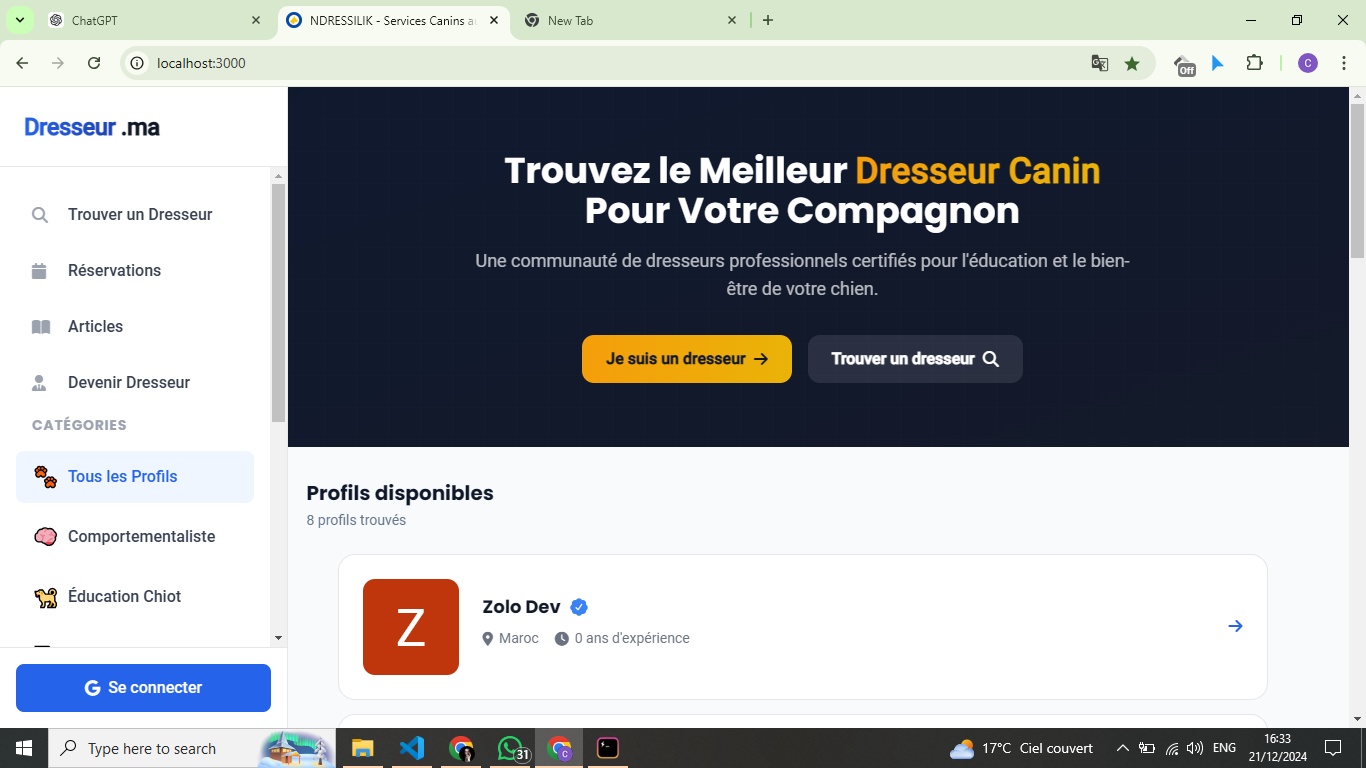 ChatGPT
NDRESSILIK - Services Canins au
New Tab
localhost:3000
Off
C
Dresseur .ma
Trouver un Dresseur
Réservations
Articles
Devenir Dresseur
CATÉGORIES
Tous les Profils
Comportementaliste
Éducation Chiot
Se connecter
Trouvez le Meilleur Dresseur Canin
Pour Votre Compagnon
Une communauté de dresseurs professionnels certifiés pour l'éducation et le bien-
être de votre chien.
Je suis un dresseur
Trouver un dresseur
Profils disponibles
8 profils trouvés
Z
Zolo Dev
Maroc 0 ans d'expérience
Type here to search
31
C
17°C Ciel couvert
ENG
16:33
21/12/2024